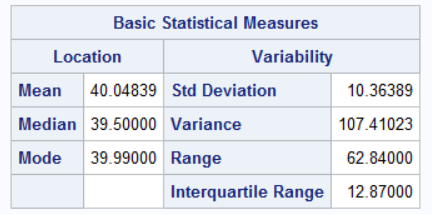 Basic Statistical Measures
Location Variability
Mean 40.04839 Std Deviation 10.36389
Median 39.50000 Variance 107.41023
Mode 39.99000 Range 62.84000
Interquartile Range 12.87000